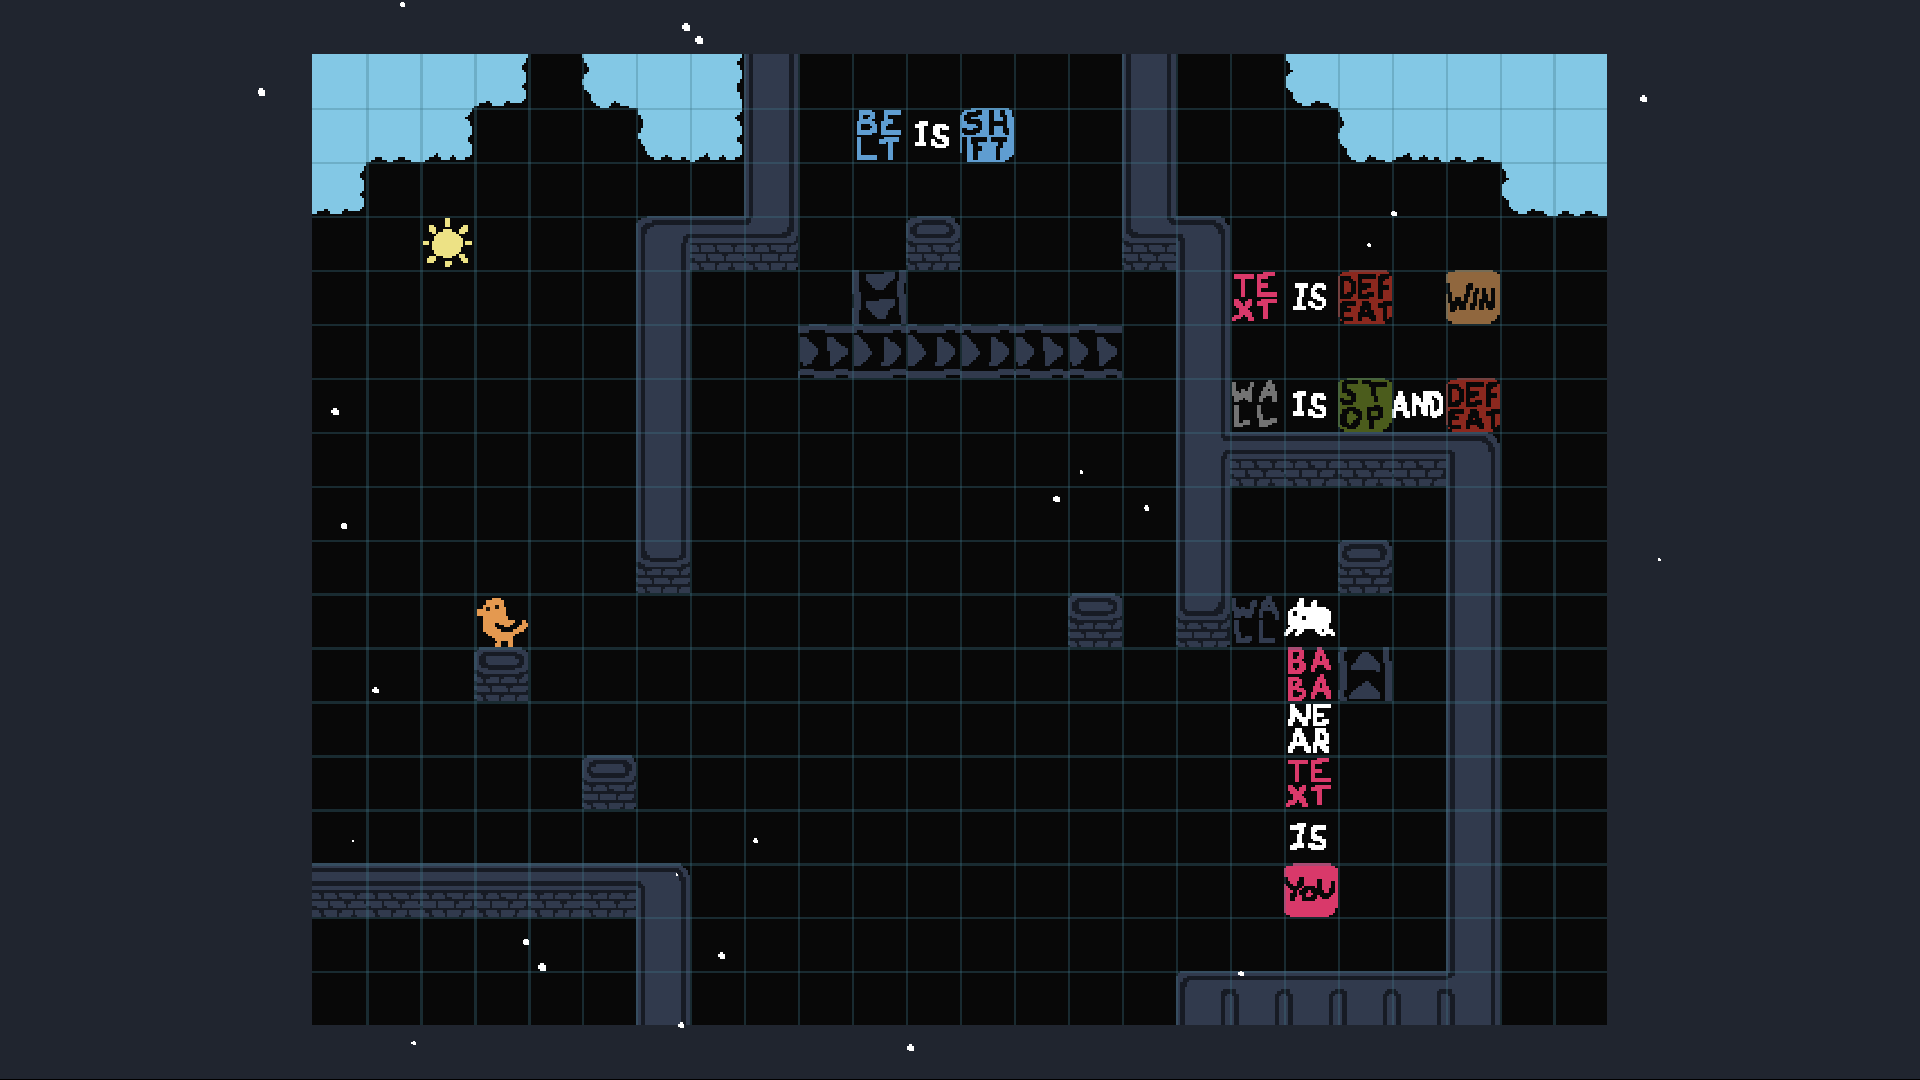 BELT IS SHIFT
TEXT IS DEFEAT WIN
WALL IS STOP AND DEFEAT
WALL
BABA
NEAR
TEXT
IS
YOU